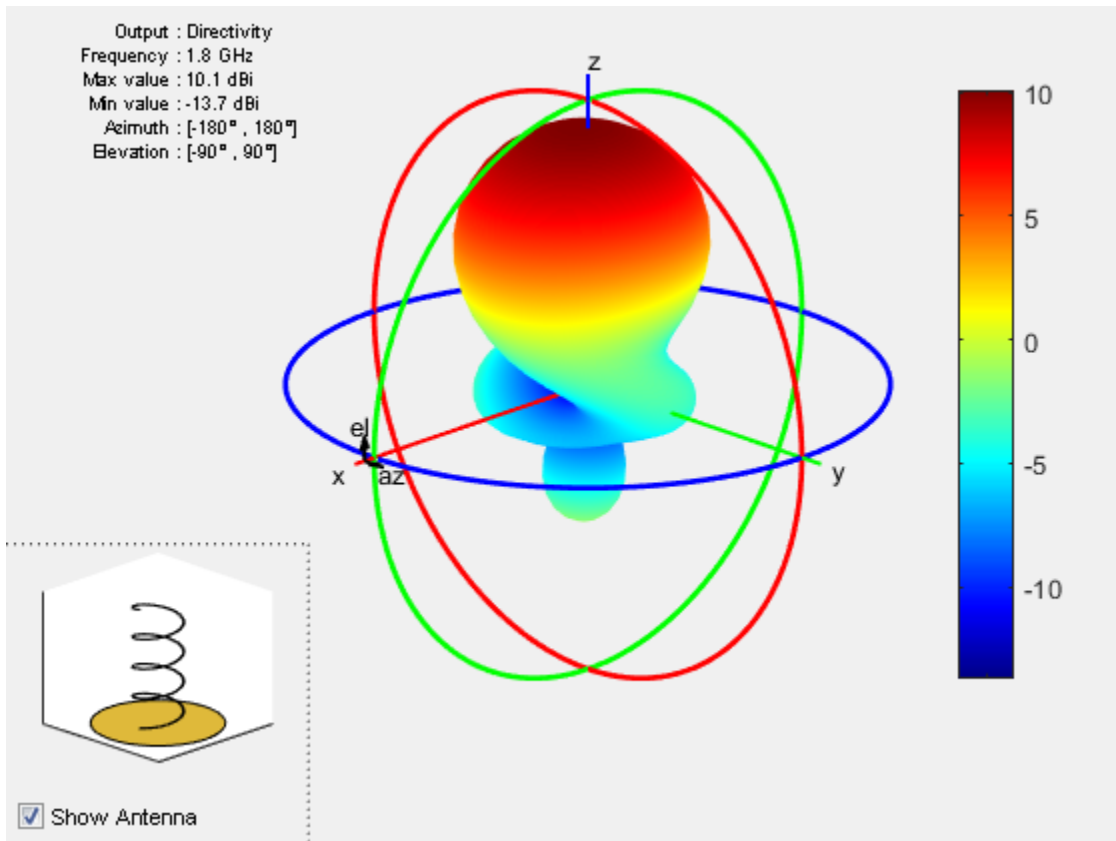 Output : Directivity
Frequency : 1.8 GHz
Max value : 10.1 dBi
Min value : -13.7 dBi
Azimuth : [-180° , 180°]
Elevation : [-90° , 90°]
z
10
5
0
-5
-10
el
x
az
y
Show Antenna